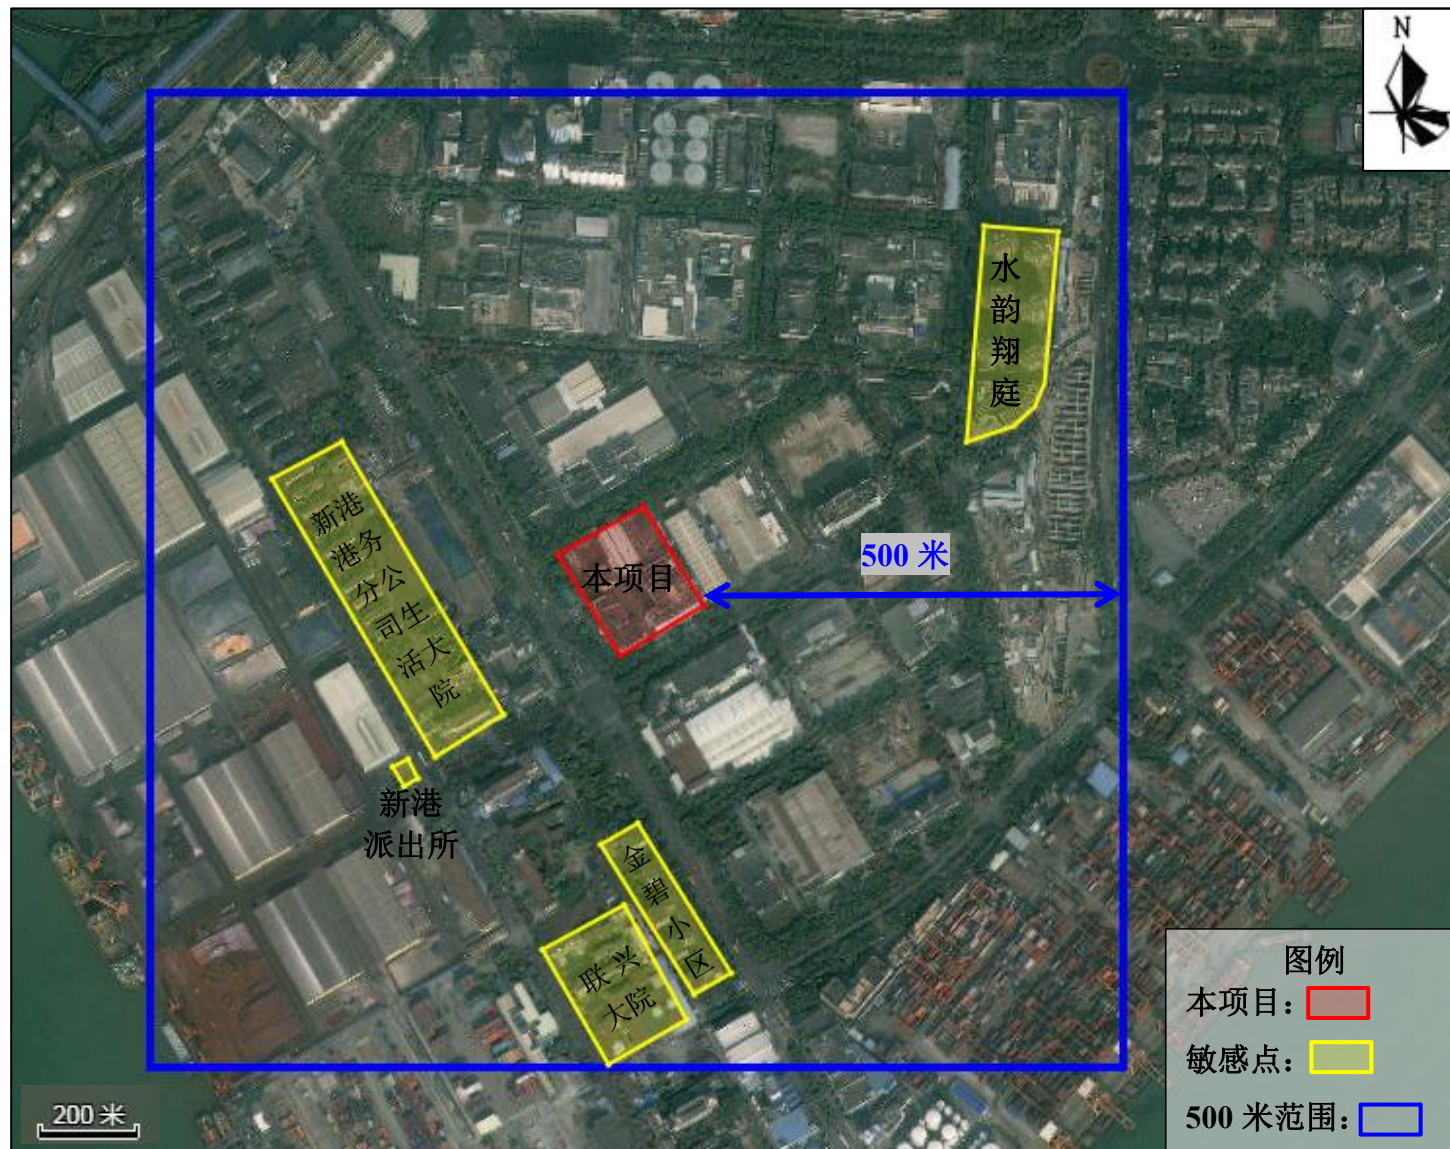 N
水
韵
翔
庭
新港
港务
分公
司生
活大
院
本项目
500 米
新港
派出所
金
碧
小
区
联兴
大院
图例
本项目：
敏感点：
500 米范围：
200 米